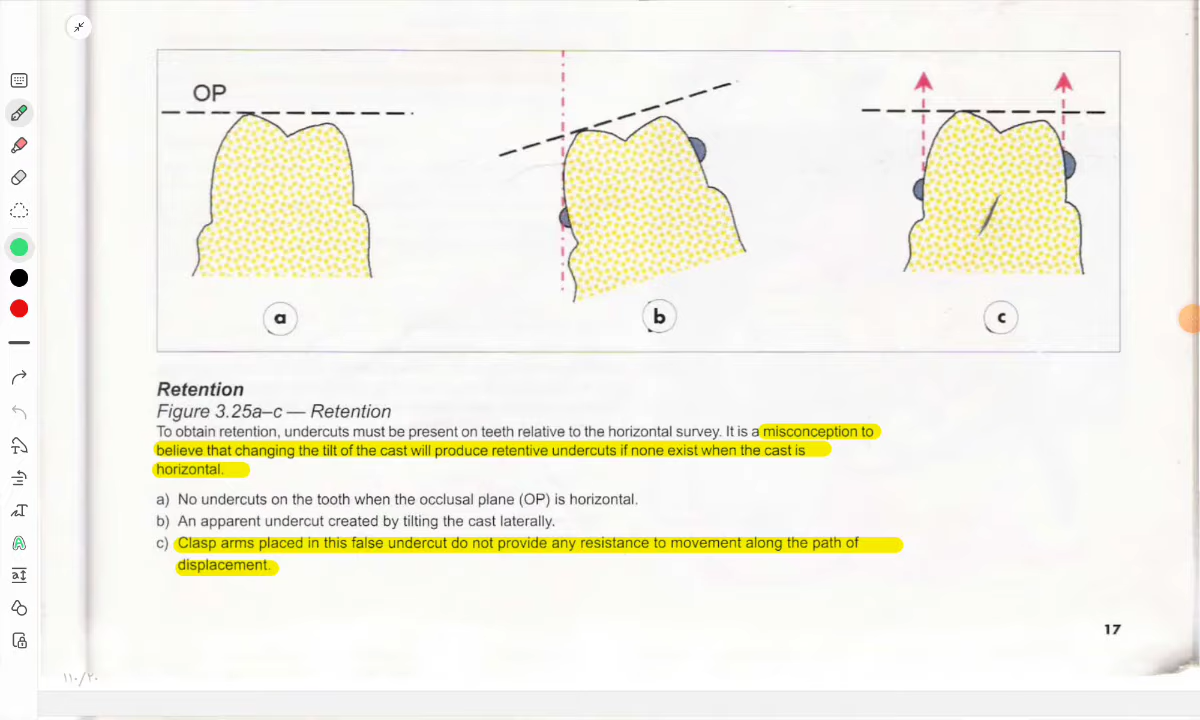 OP
a
b
c
Retention
Figure 3.25a–c — Retention
To obtain retention, undercuts must be present on teeth relative to the horizontal survey. It is a misconception to
believe that changing the tilt of the cast will produce retentive undercuts if none exist when the cast is
horizontal.
a) No undercuts on the tooth when the occlusal plane (OP) is horizontal.
b) An apparent undercut created by tilting the cast laterally.
c) Clasp arms placed in this false undercut do not provide any resistance to movement along the path of
displacement.
17
١١٠/٢٠